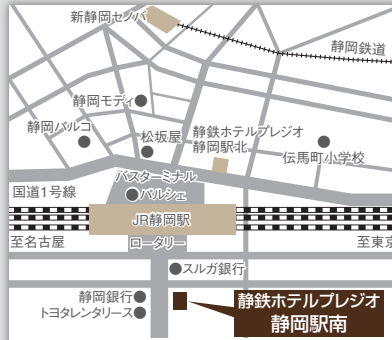 新静岡セノバ
静岡鉄道
静岡モディ
静岡パルコ
松坂屋
静鉄ホテルプレジオ
静岡駅北
伝馬町小学校
バスターミナル
国道1号線
パルシェ
JR静岡駅
至名古屋
ロータリー
至東京
スルガ銀行
静岡銀行
トヨタレンタリース
静鉄ホテルプレジオ
静岡駅南